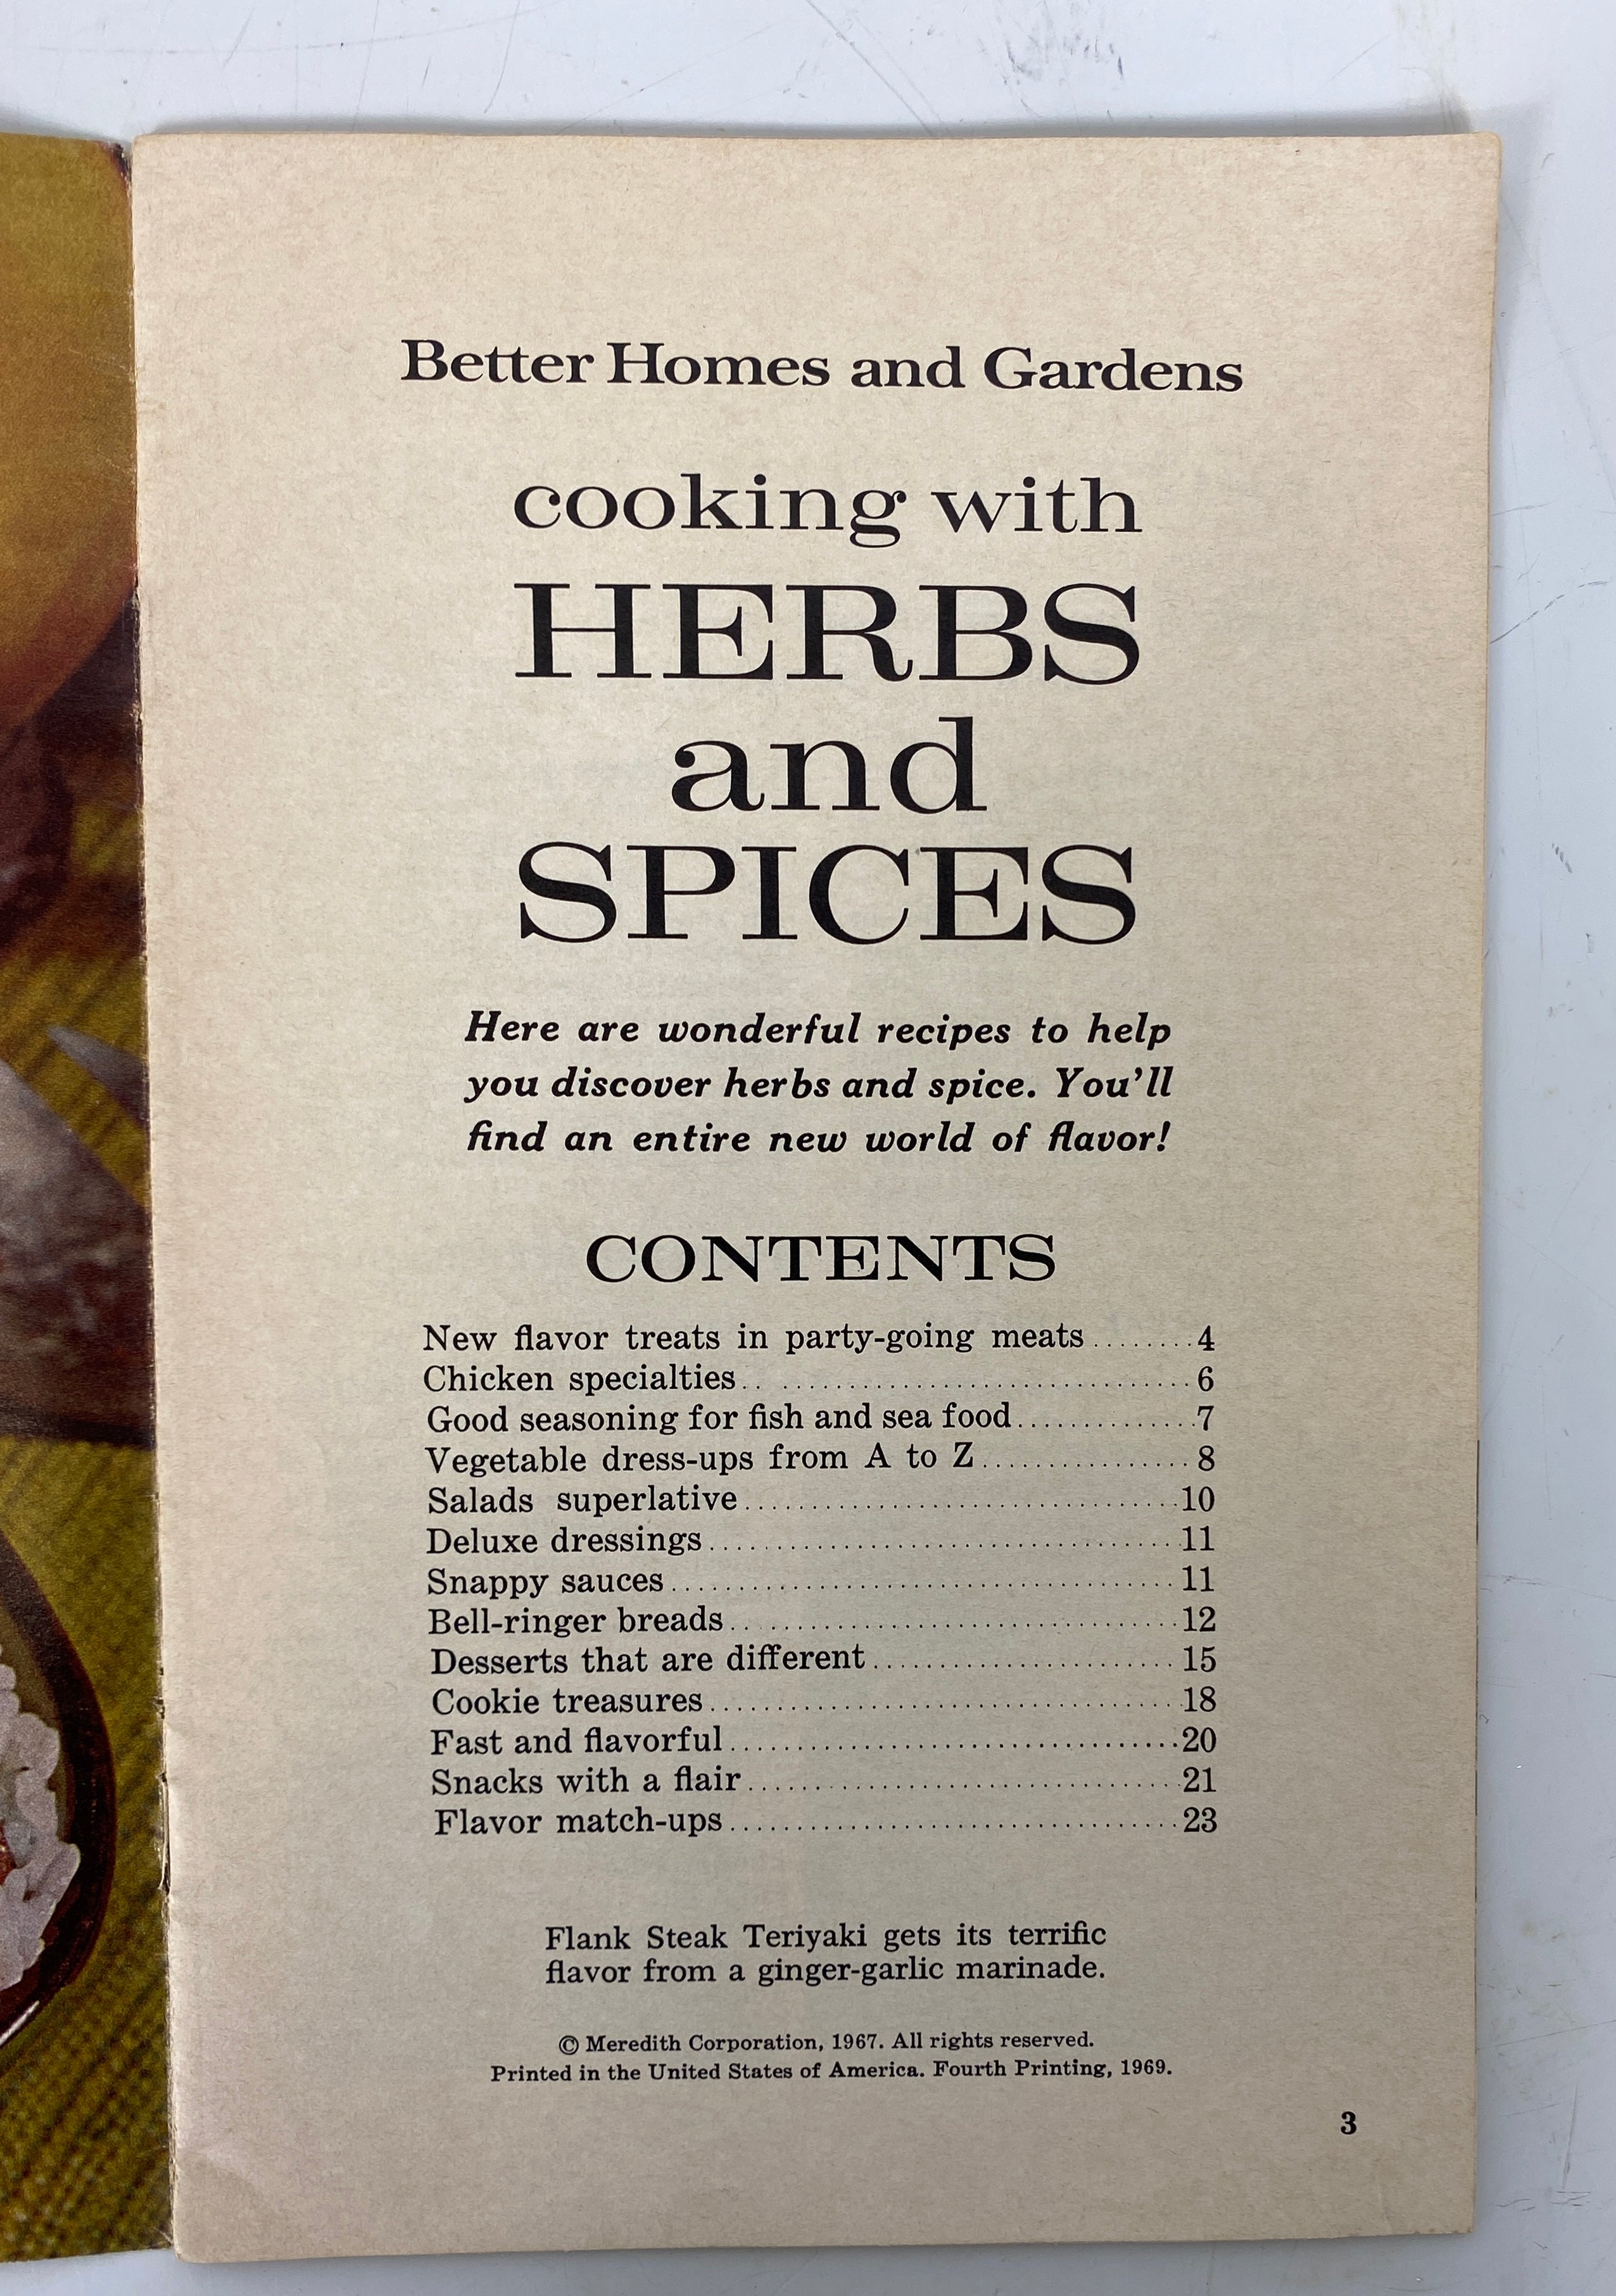 Better Homes and Gardens
cooking with
HERBS
and
SPICES
Here are wonderful recipes to help
you discover herbs and spice. You'll
find an entire new world of flavor!
CONTENTS
New flavor treats in party-going meats........4
Chicken specialties.. ..............................6
Good seasoning for fish and sea food..............7
Vegetable dress-ups from A to Z................8
Salads superlative................................10
Deluxe dressings...................................11
Snappy sauces.....................................11
Bell-ringer breads.. ...............................12
Desserts that are different......................15
Cookie treasures...................................18
Fast and flavorful.................................20
Snacks with a flair................................21
Flavor match-ups.................................23
Flank Steak Teriyaki gets its terrific
flavor from a ginger-garlic marinade.
© Meredith Corporation, 1967. All rights reserved.
Printed in the United States of America. Fourth Printing, 1969.
3